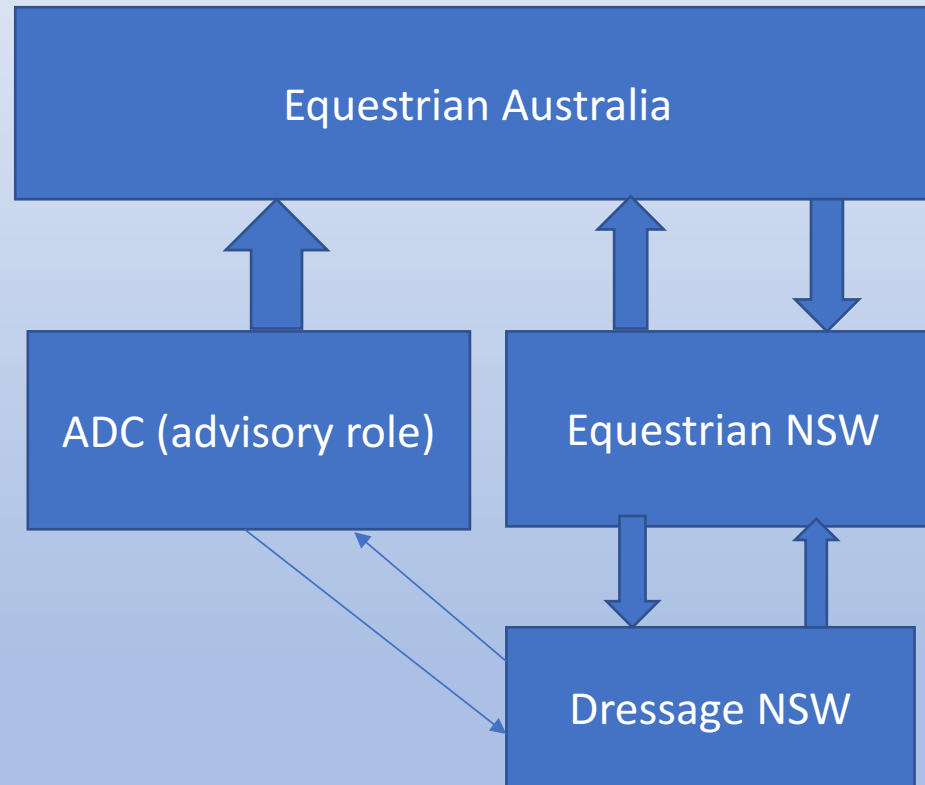 Equestrian Australia
ADC (advisory role)
Equestrian NSW
Dressage NSW